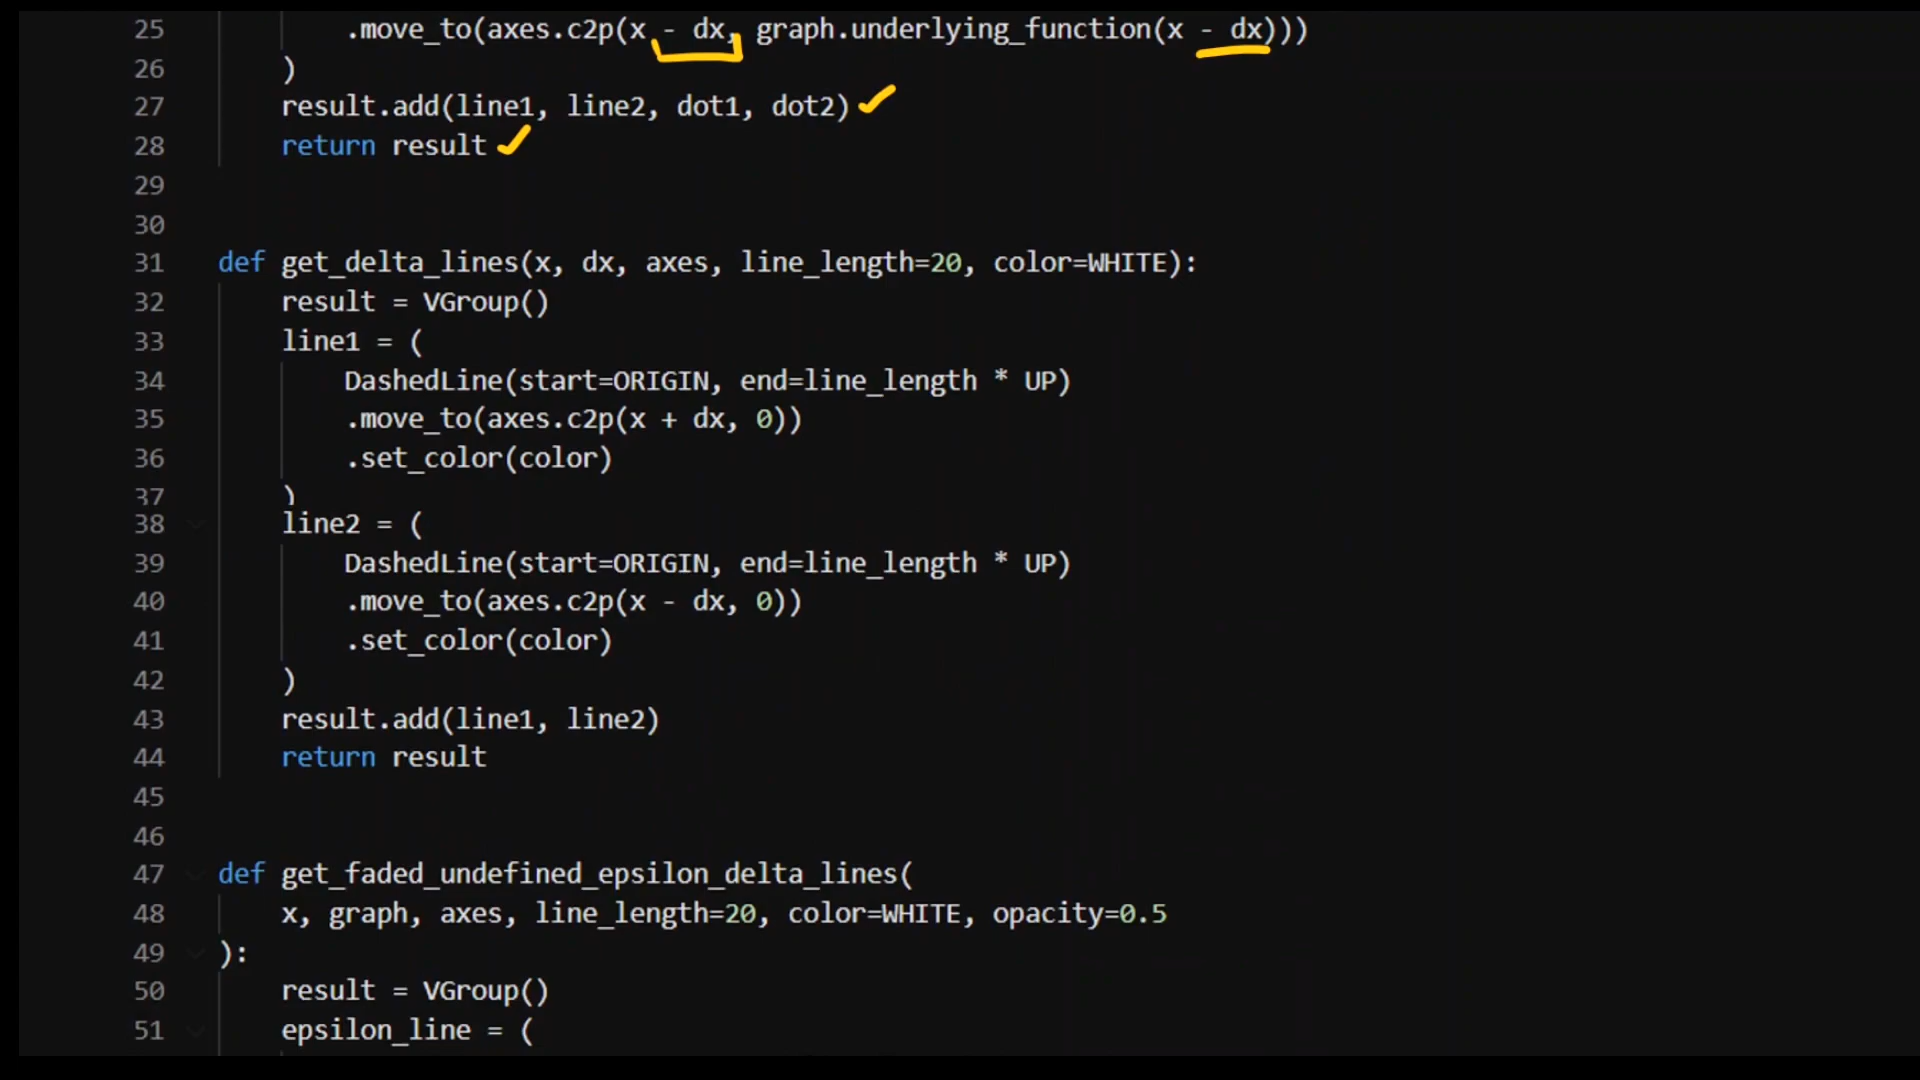 25 .move_to(axes.c2p(x - dx, graph.underlying_function(x - dx)))
26 )
27 result.add(line1, line2, dot1, dot2)
28 return result
29
30
31 def get_delta_lines(x, dx, axes, line_length=20, color=WHITE):
32 result = VGroup()
33 line1 = (
34 DashedLine(start=ORIGIN, end=line_length * UP)
35 .move_to(axes.c2p(x + dx, 0))
36 .set_color(color)
37 )
38 line2 = (
39 DashedLine(start=ORIGIN, end=line_length * UP)
40 .move_to(axes.c2p(x - dx, 0))
41 .set_color(color)
42 )
43 result.add(line1, line2)
44 return result
45
46
47 def get_faded_undefined_epsilon_delta_lines(
48 x, graph, axes, line_length=20, color=WHITE, opacity=0.5
49 ):
50 result = VGroup()
51 epsilon_line = (